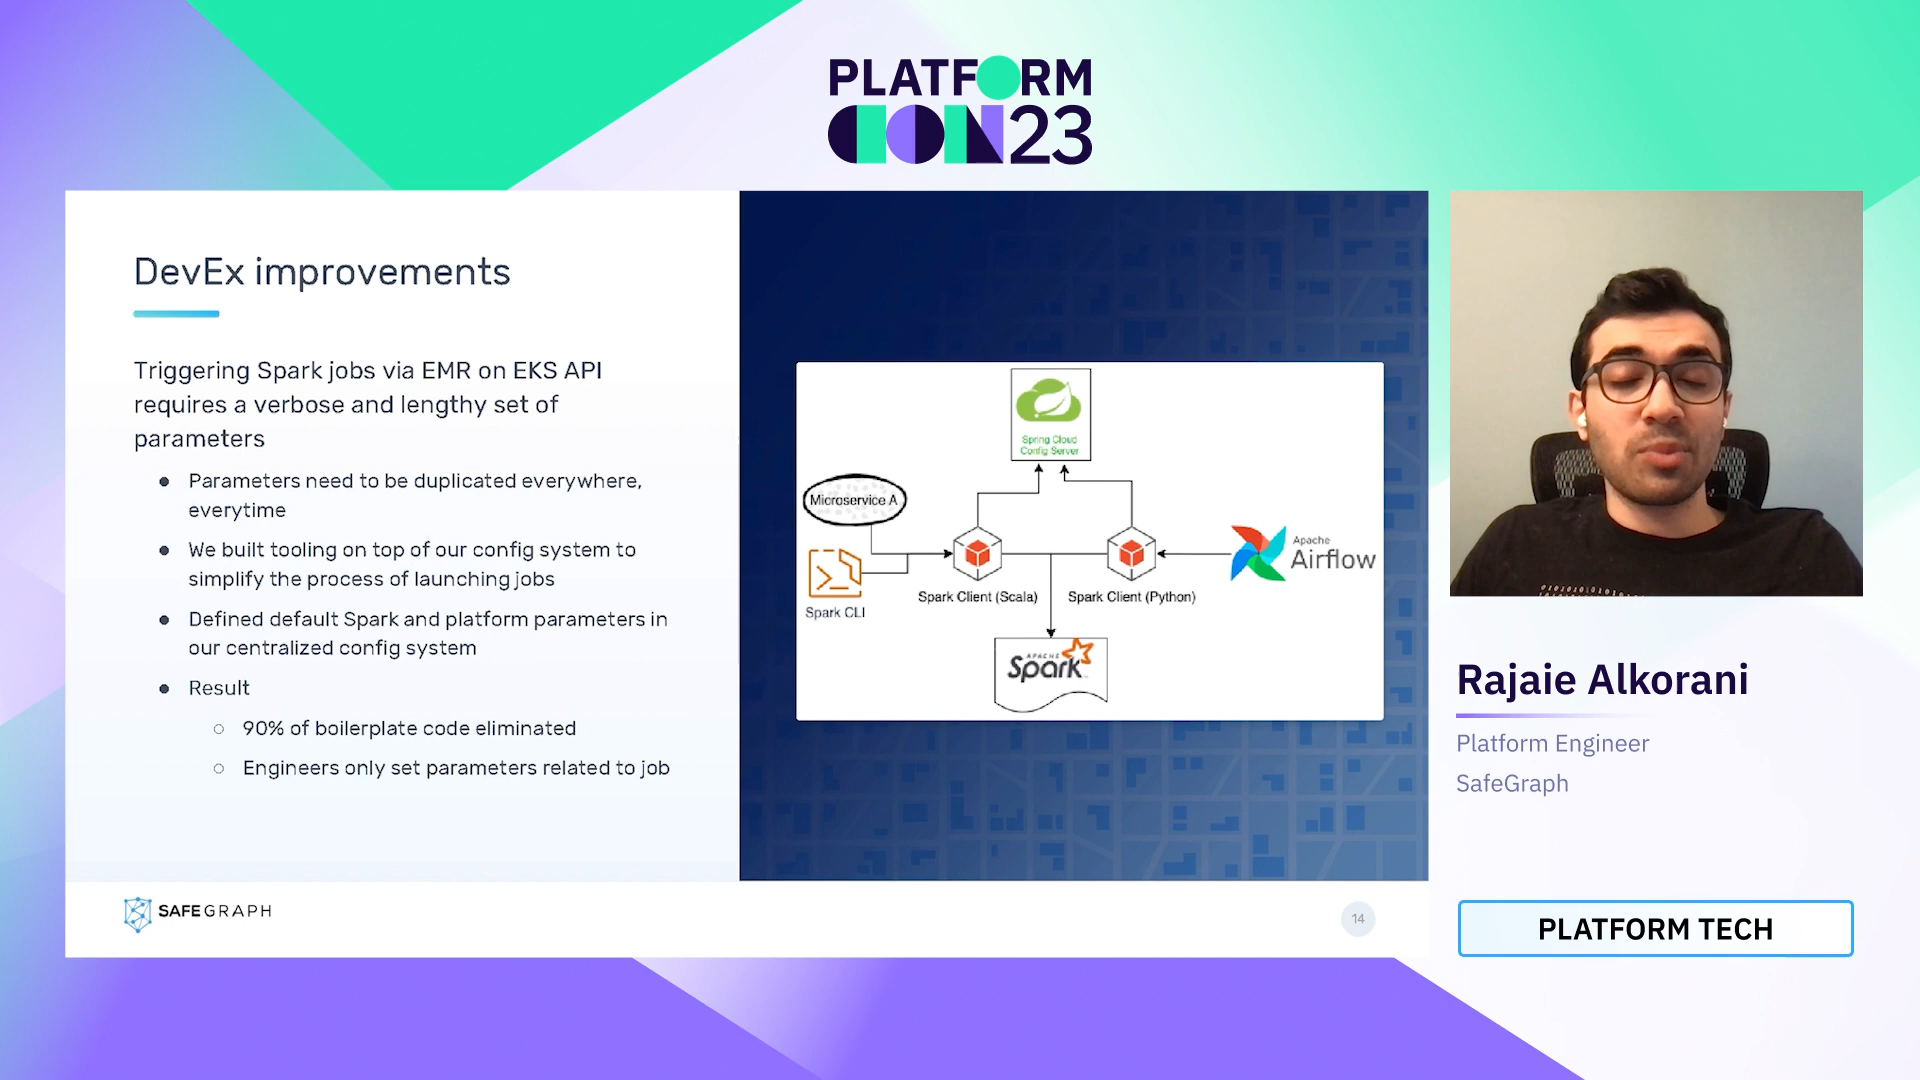 PLATFORM
CON23
DevEx improvements
Triggering Spark jobs via EMR on EKS API
requires a verbose and lengthy set of
parameters
● Parameters need to be duplicated everywhere,
everytime
● We built tooling on top of our config system to
simplify the process of launching jobs
● Defined default Spark and platform parameters in
our centralized config system
● Result
○ 90% of boilerplate code eliminated
○ Engineers only set parameters related to job
SAFEGRAPH
14
Spring Cloud
Config Server
Microservice A
Spark CLI
Spark Client (Scala)
Spark Client (Python)
Apache
Airflow
APACHE
Spark
Rajaie Alkorani
Platform Engineer
SafeGraph
PLATFORM TECH